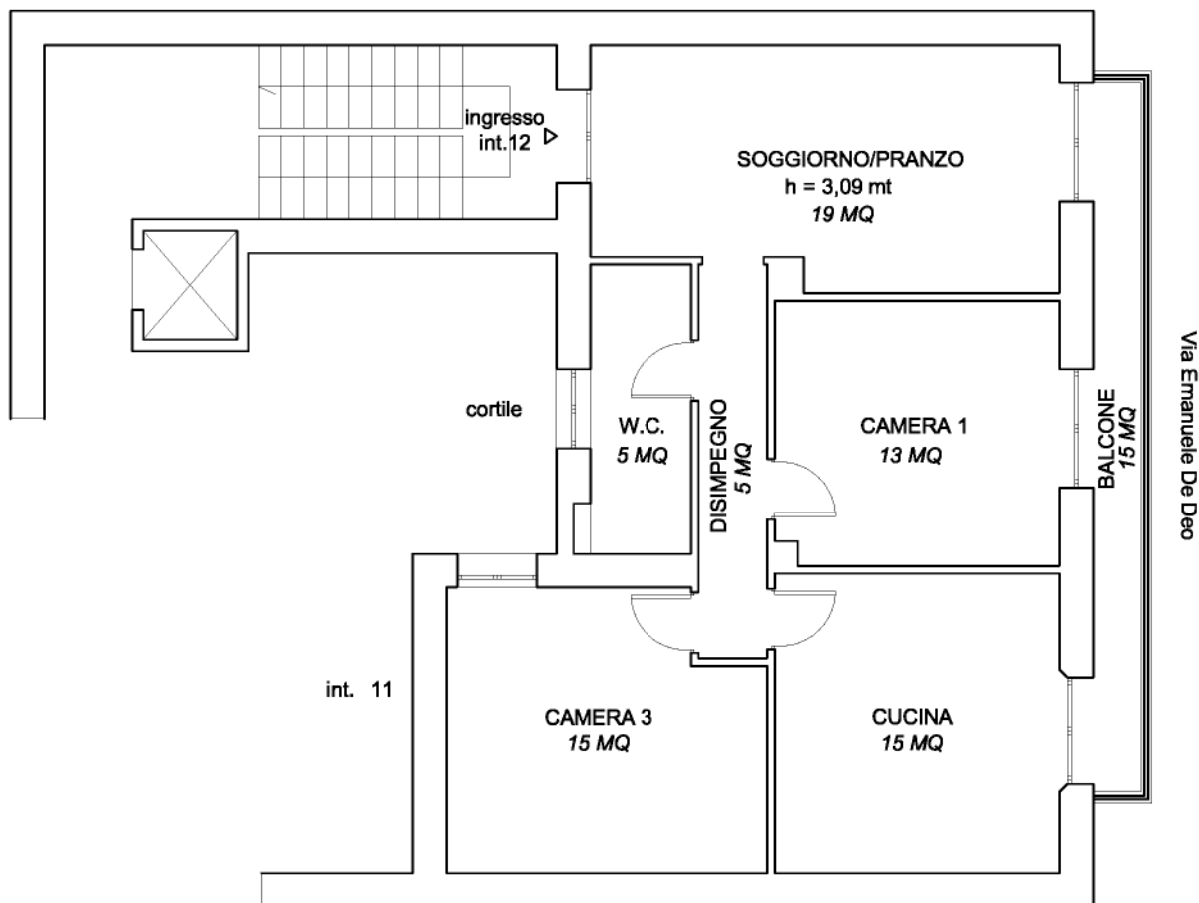 ingresso
int.12
SOGGIORNO/PRANZO
h = 3,09 mt
19 MQ
cortile
W.C.
5 MQ
DISIMPEGNO
5 MQ
CAMERA 1
13 MQ
BALCONE
15 MQ
Via Emanuele De Deo
int. 11
CAMERA 3
15 MQ
CUCINA
15 MQ